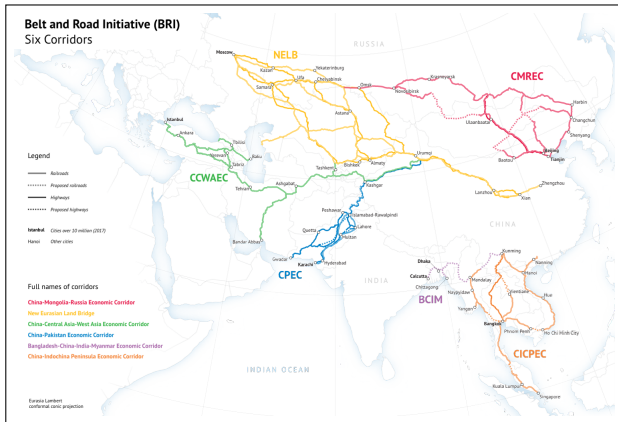 Belt and Road Initiative (BRI)
Six Corridors
RUSSIA
Moscow
NELB
Kazan
Yekaterinburg
Ufa
Chelyabinsk
Samara
Omsk
Novosibirsk
Krasnoyarsk
CMREC
Astana
Ulaanbaatar
Harbin
Changchun
Shenyang
Beijing
Tianjin
Baotou
Istanbul
Ankara
Tbilisi
Yerevan
Baku
Tabriz
CCWAEC
Tehran
Ashgabat
Tashkent
Bishkek
Almaty
Urumqi
Kashgar
Lanzhou
Xian
Zhengzhou
CHINA
Legend
Railroads
Proposed railroads
Highways
Proposed highways
Istanbul Cities over 10 million (2017)
Hanoi Other cities
Bandar Abbas
Peshawar
Islamabad-Rawalpindi
Lahore
Quetta
Multan
Gwadar
Karachi
Hyderabad
CPEC
INDIA
Dhaka
Calcutta
Chittagong
BCIM
Mandalay
Naypyidaw
Yangon
Kunming
Nanning
Hanoi
Vientiane
Hue
Bangkok
Phnom Penh
Ho Chi Minh City
CICPEC
Kuala Lumpur
Singapore
INDIAN OCEAN
Full names of corridors
China-Mongolia-Russia Economic Corridor
New Eurasian Land Bridge
China-Central Asia-West Asia Economic Corridor
China-Pakistan Economic Corridor
Bangladesh-China-India-Myanmar Economic Corridor
China-Indochina Peninsula Economic Corridor
Eurasia Lambert
conformal conic projection